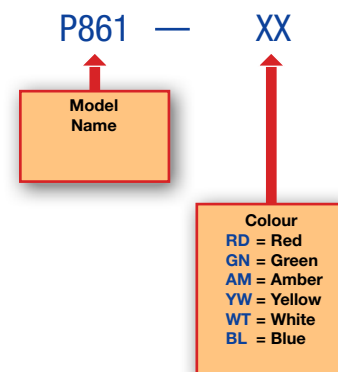 P861 — XX
Model
Name
Colour
RD = Red
GN = Green
AM = Amber
YW = Yellow
WT = White
BL = Blue